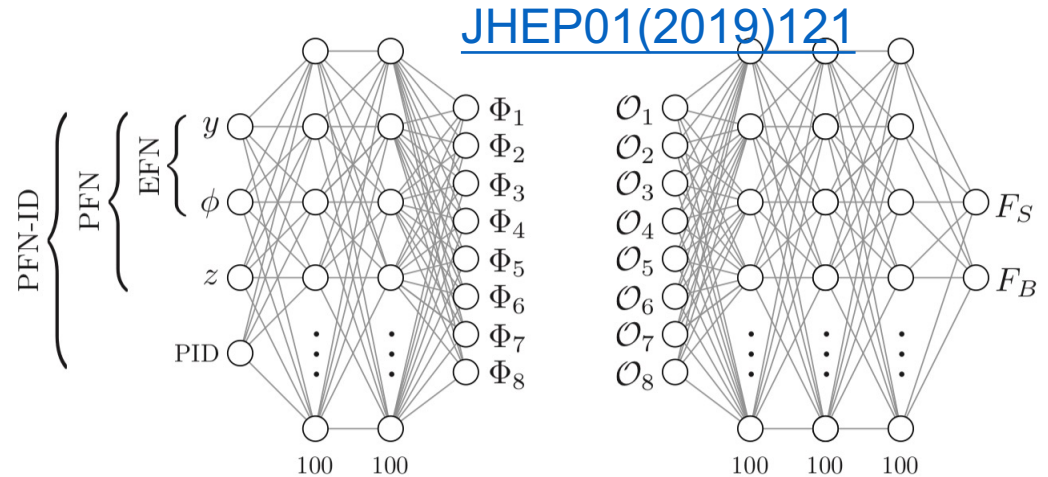 JHEP01(2019)121
PFN-ID
PFN
EFN
y
ϕ
z
PID
Φ1
Φ2
Φ3
Φ4
Φ5
Φ6
Φ7
Φ8
100 100
O1
O2
O3
O4
O5
O6
O7
O8
FS
FB
100 100 100